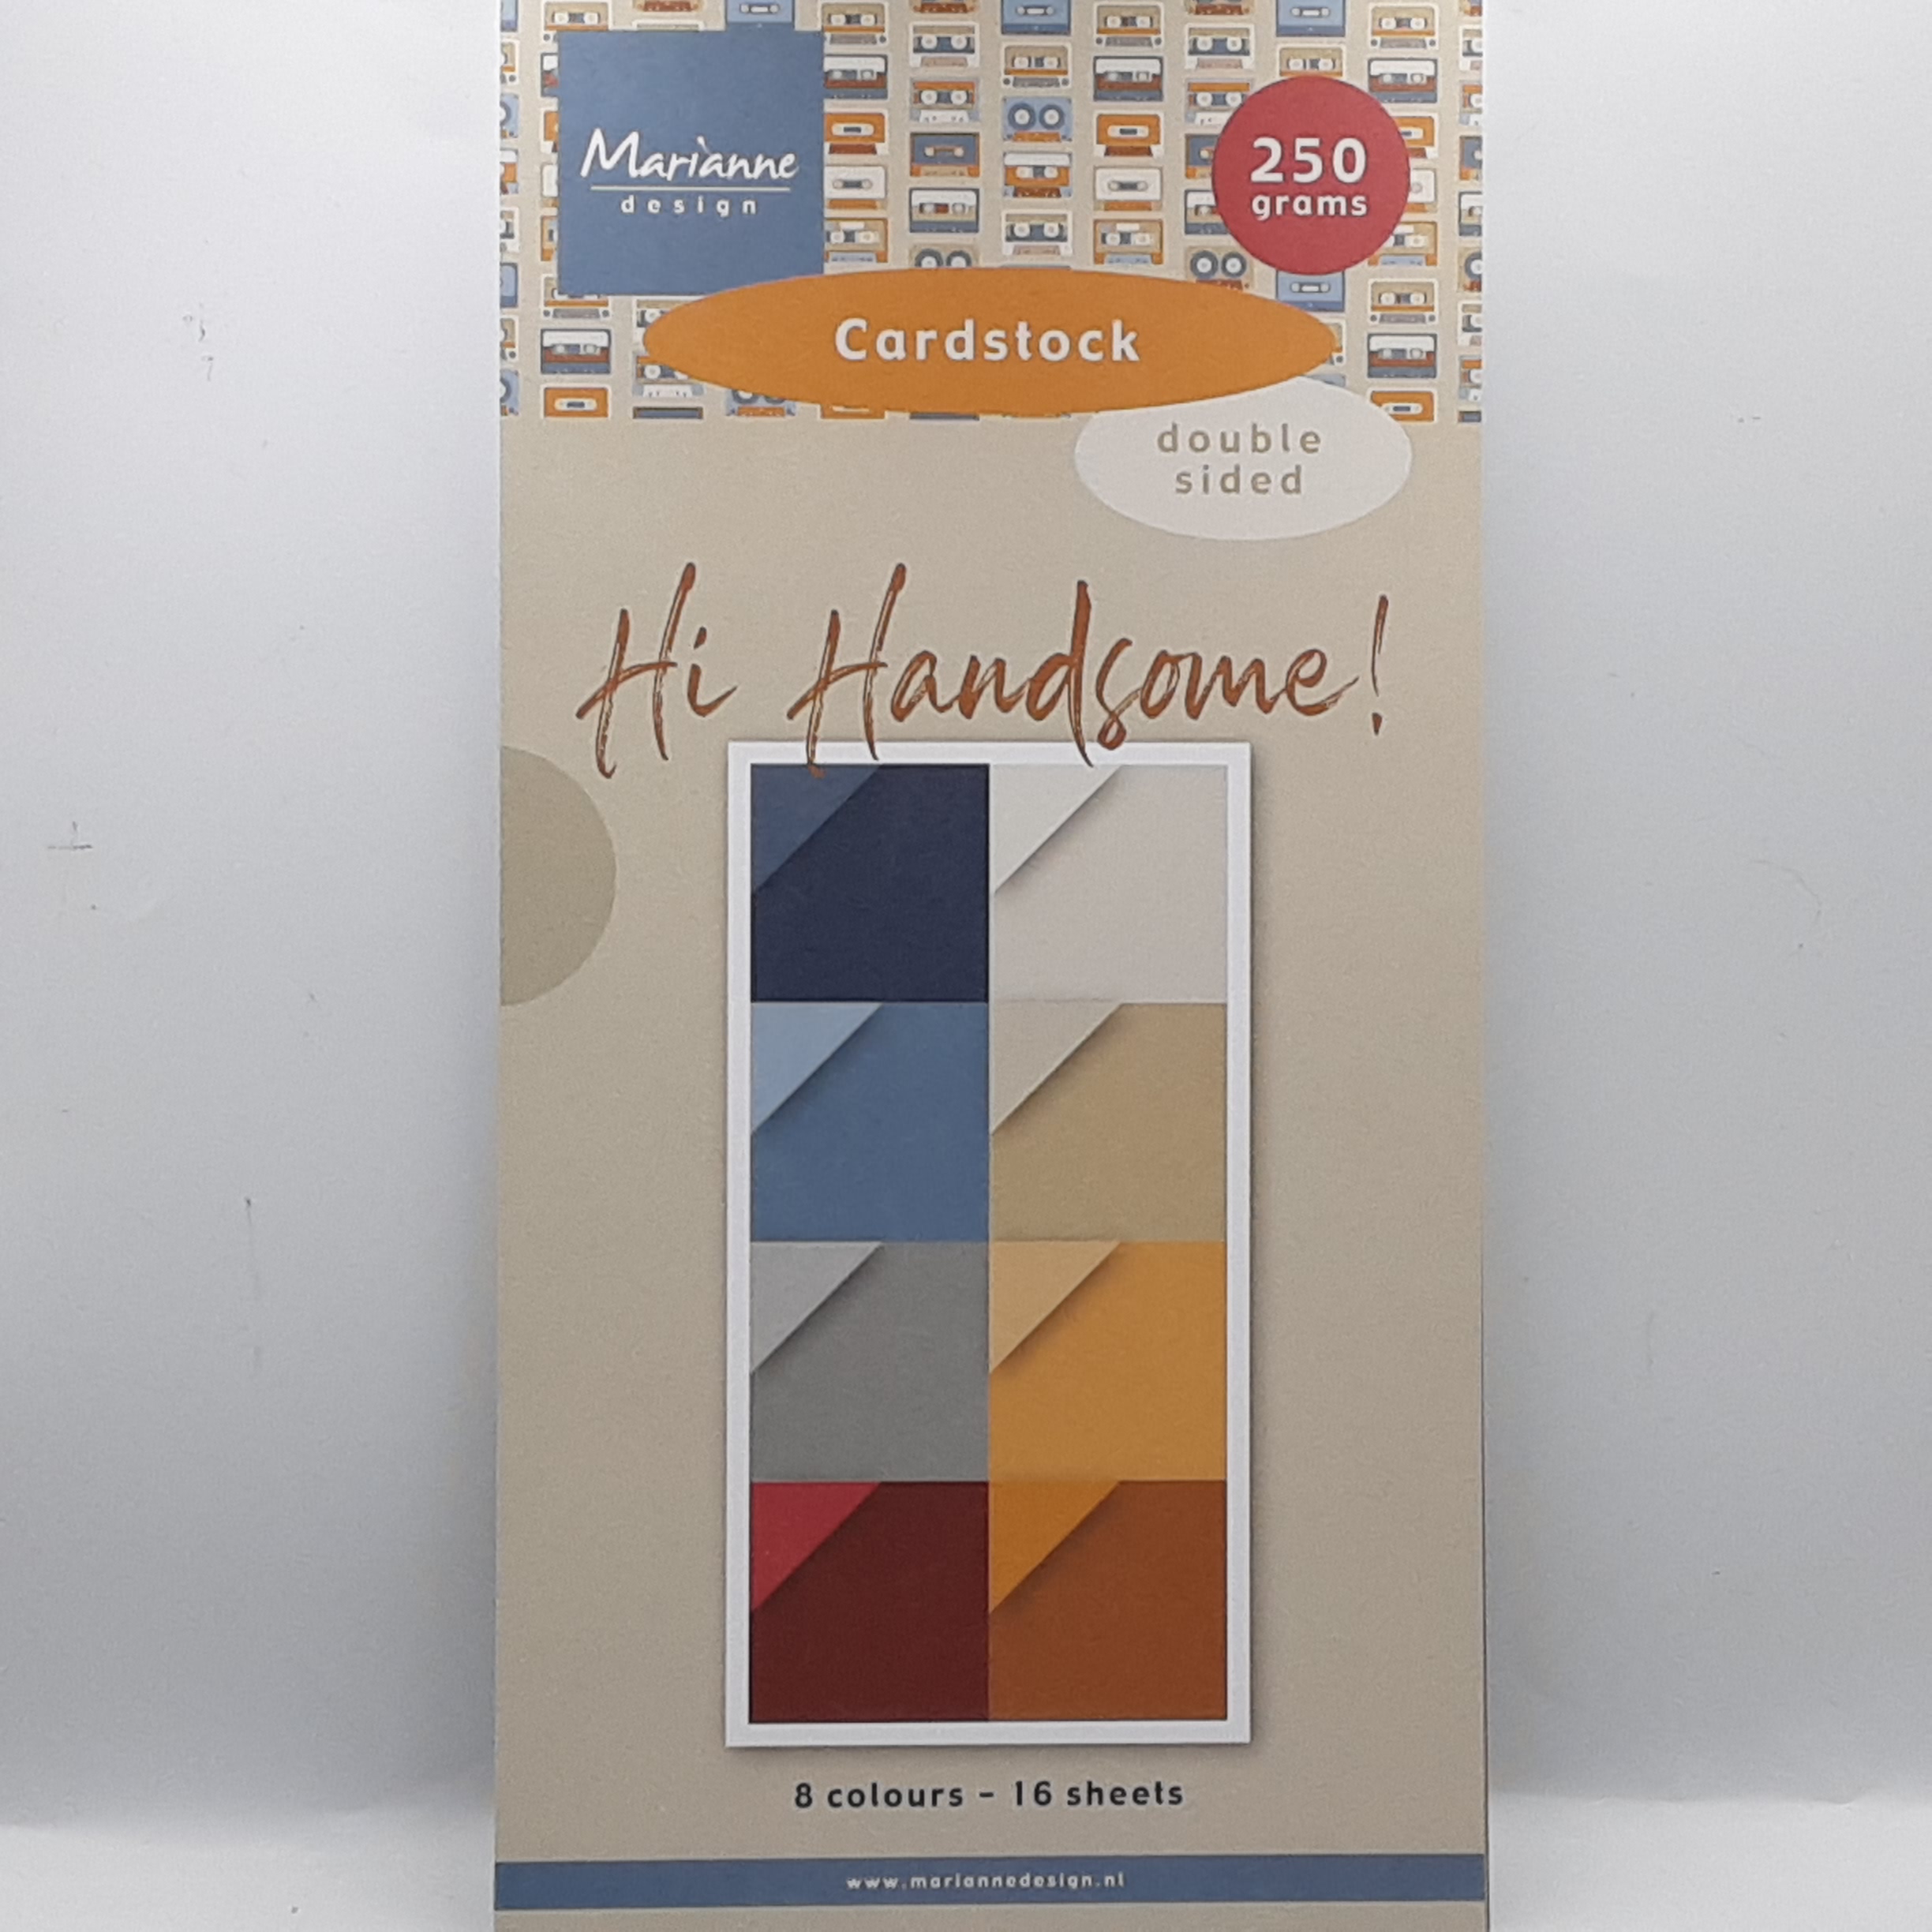 Marianne
design
250
grams
Cardstock
double
sided
Hi Handsome!
8 colours - 16 sheets
www.mariannedesign.nl